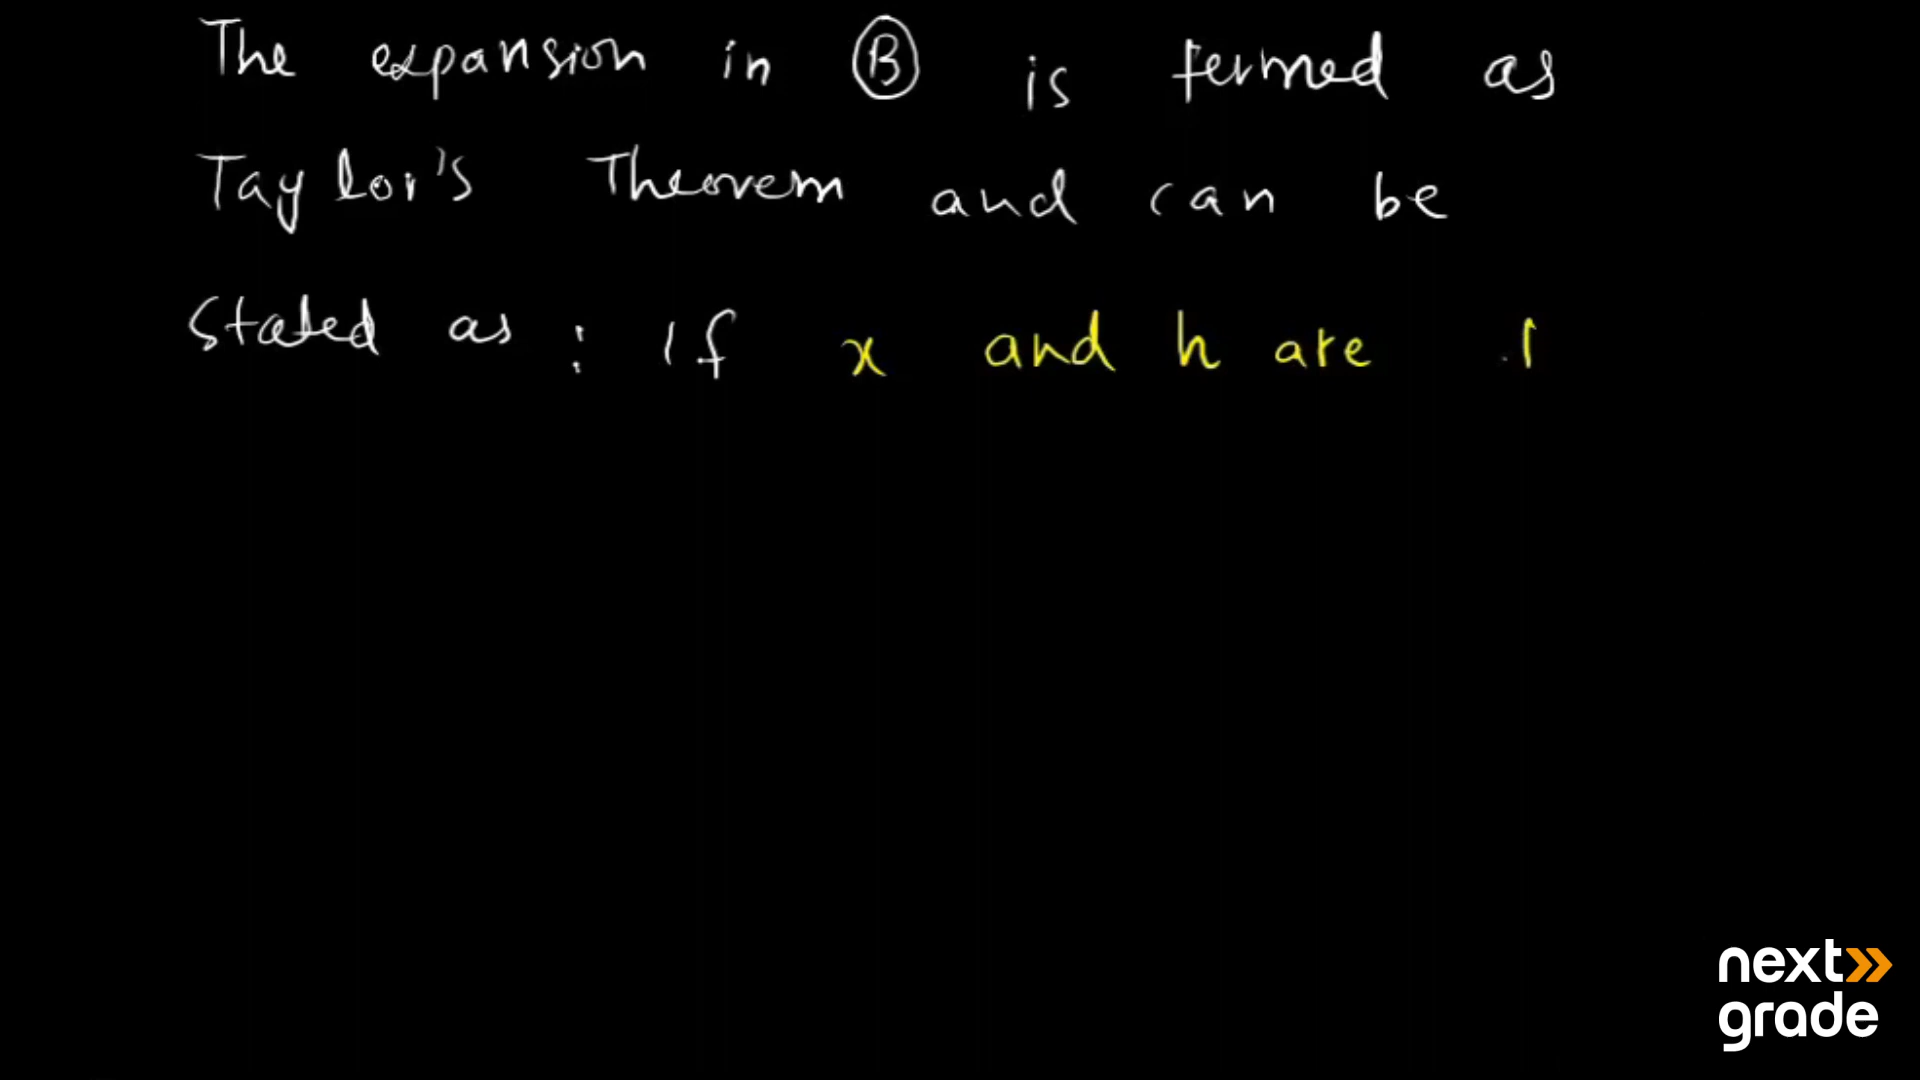 The expansion in Ⓑ is termed as
Taylor's Theorem and can be
Stated as : If x and h are
next
grade